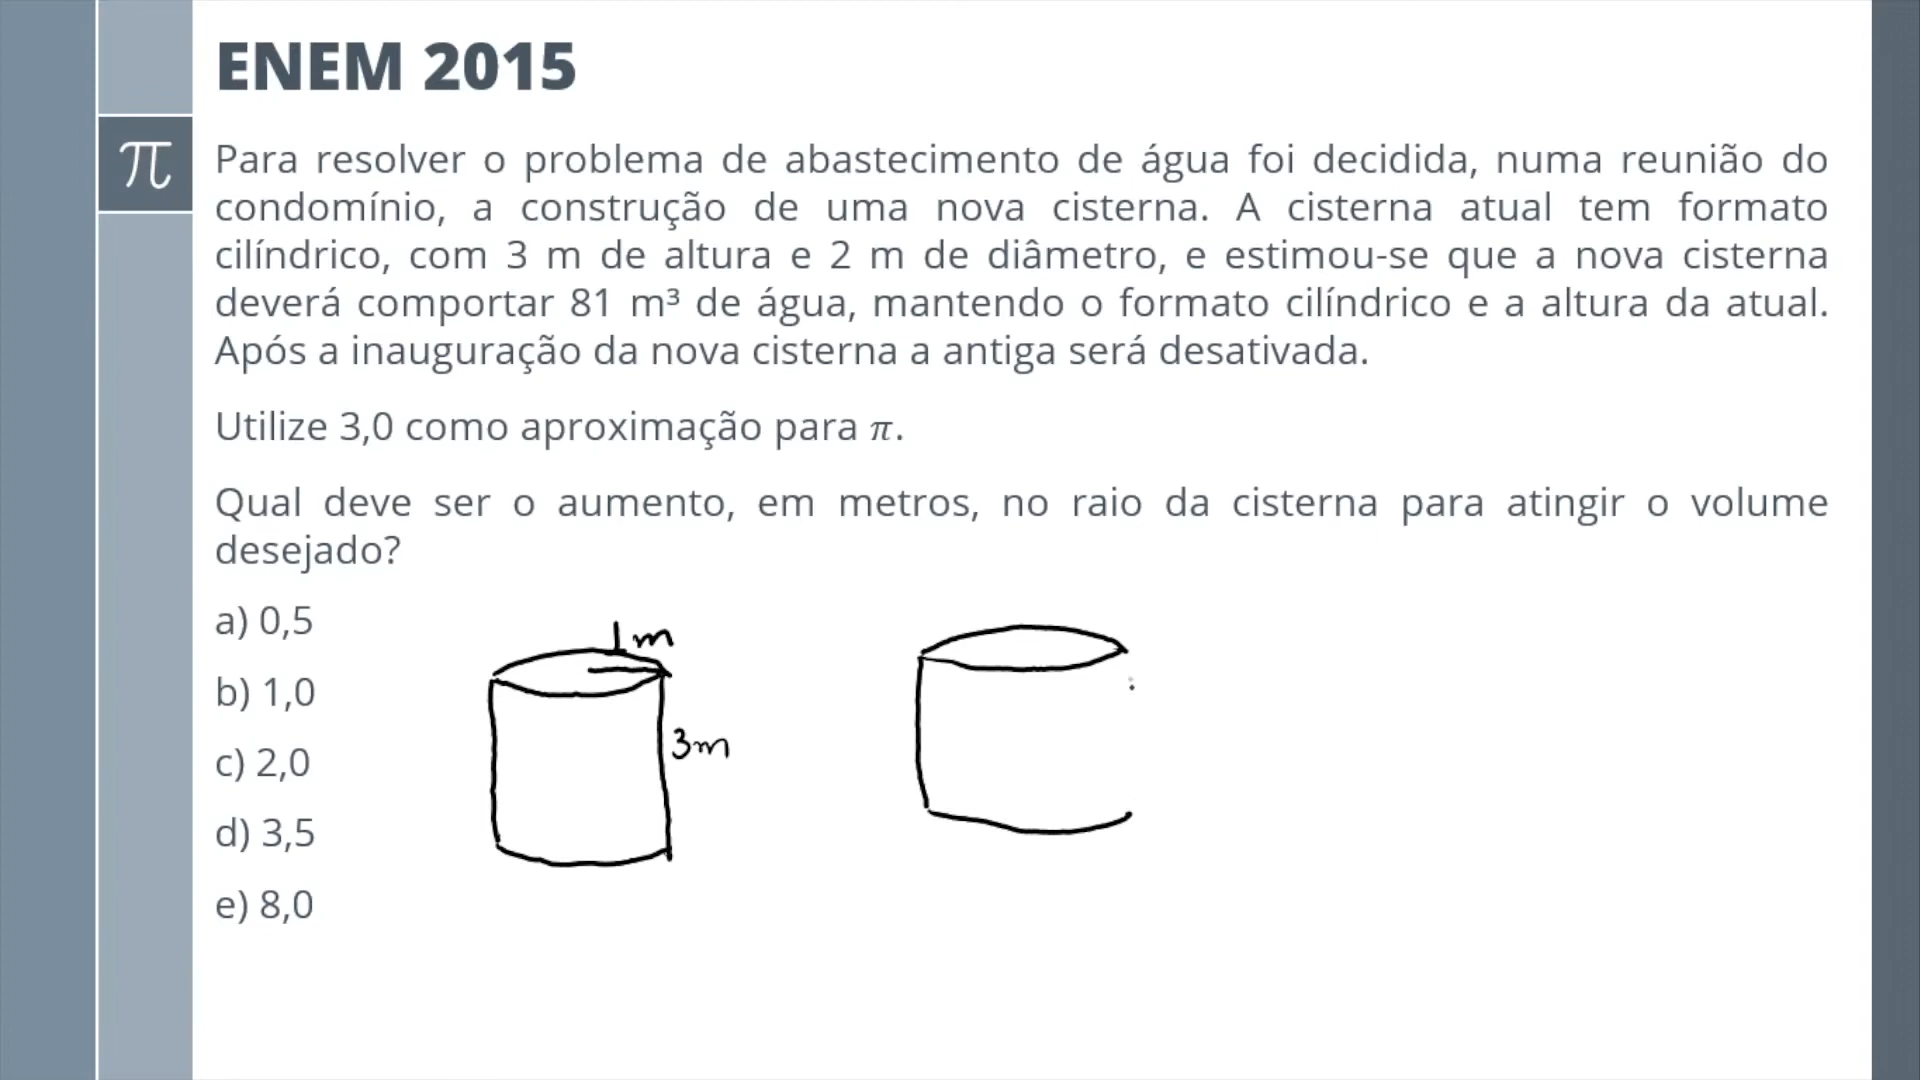 ENEM 2015
π
Para resolver o problema de abastecimento de água foi decidida, numa reunião do
condomínio, a construção de uma nova cisterna. A cisterna atual tem formato
cilíndrico, com 3 m de altura e 2 m de diâmetro, e estimou-se que a nova cisterna
deverá comportar 81 m³ de água, mantendo o formato cilíndrico e a altura da atual.
Após a inauguração da nova cisterna a antiga será desativada.
Utilize 3,0 como aproximação para π.
Qual deve ser o aumento, em metros, no raio da cisterna para atingir o volume
desejado?
a) 0,5
b) 1,0
c) 2,0
d) 3,5
e) 8,0
1m
3m